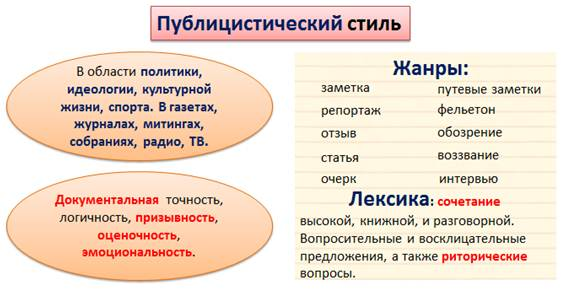 Публицистический стиль
В области политики,
идеологии, культурной
жизни, спорта. В газетах,
журналах, митингах,
собраниях, радио, ТВ.
Документальная точность,
логичность, призывность,
оценочность,
эмоциональность.
Жанры:
заметка путевые заметки
репортаж фельетон
отзыв обозрение
статья воззвание
очерк интервью
Лексика: сочетание
высокой, книжной, и разговорной.
Вопросительные и восклицательные
предложения, а также риторические
вопросы.